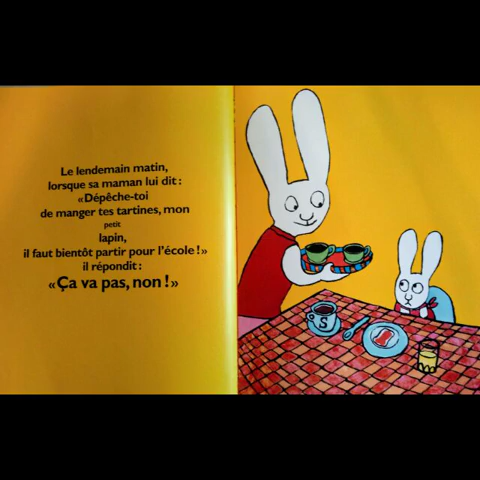 Le lendemain matin,
lorsque sa maman lui dit :
« Dépêche-toi
de manger tes tartines, mon
petit
lapin,
il faut bientôt partir pour l'école ! »
il répondit :
« Ça va pas, non ! »
S